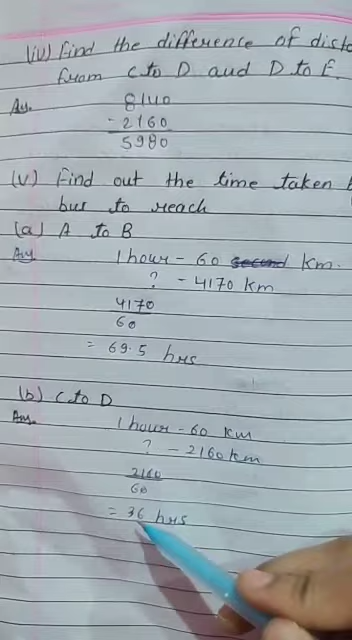 (iv) Find the difference of dist
from C to D and D to E.
Ans. 8140
- 2160
5980
(v) Find out the time taken
bus to reach
(a) A to B
Ans 1 hour - 60 km.
? - 4170 km
4170
60
= 69.5 hrs
(b) C to D
Ans. 1 hour - 60 km
? - 2160 km
2160
60
= 36 hrs